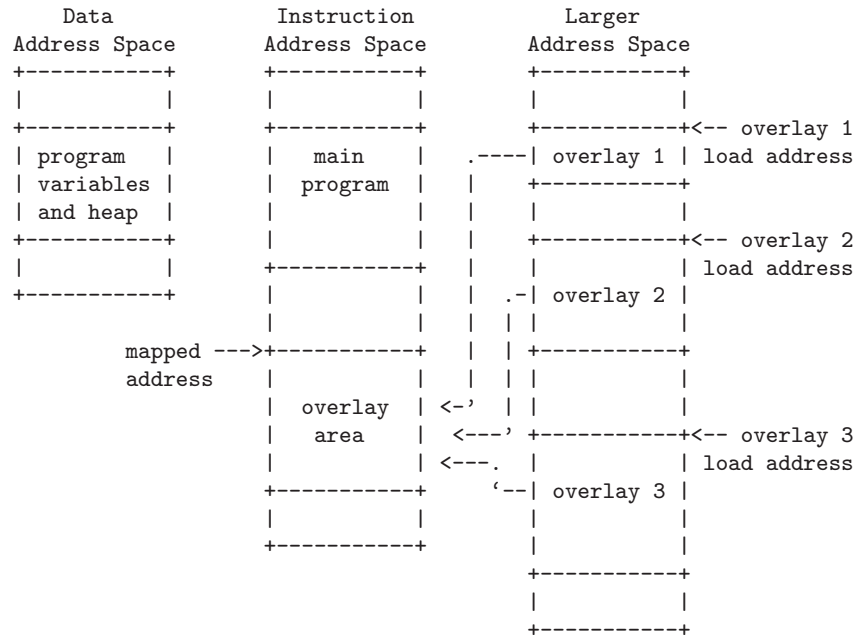 Data             Instruction           Larger
Address Space       Address Space       Address Space
+-----------+       +-----------+        +-----------+
|           |       |           |        |           |
+-----------+       +-----------+        +-----------+<-- overlay 1
| program   |       |   main    |   .----| overlay 1 | load address
| variables |       |  program  |   |    +-----------+
| and heap  |       |           |   |    |           |
+-----------+       |           |   |    +-----------+<-- overlay 2
|           |       +-----------+   |    |           | load address
+-----------+       |           |   |  .-| overlay 2 |
                    |           |   |  | |           |
         mapped --->+-----------+   |  | +-----------+
         address    |           |   |  | |           |
                    |  overlay  | <-'  | |           |
                    |   area    |  <---' +-----------+<-- overlay 3
                    |           | <---.  |           | load address
                    +-----------+     ‘--| overlay 3 |
                    |           |        |           |
                    +-----------+        |           |
                                         +-----------+
                                         |           |
                                         +-----------+